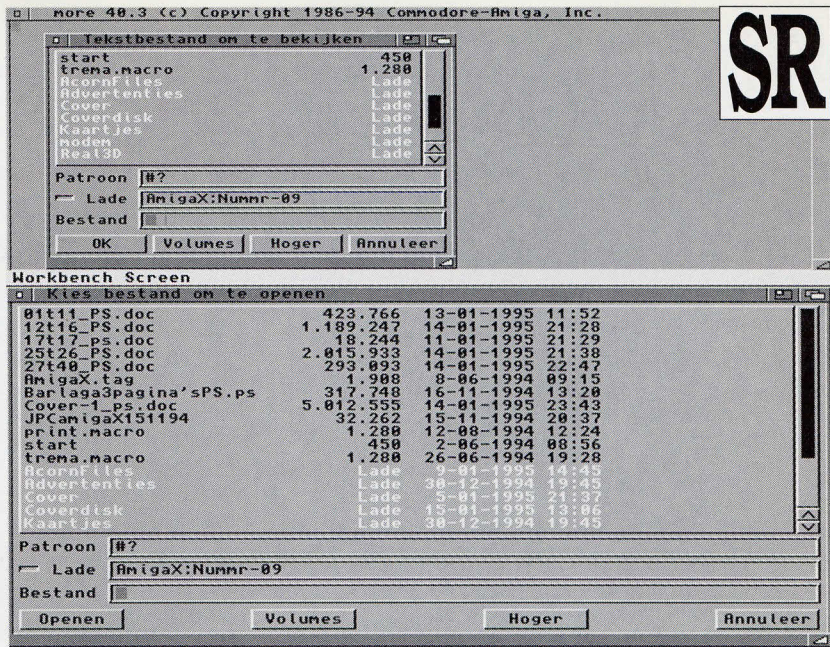 more 40.3 (c) Copyright 1986-94 Commodore-Amiga, Inc.
SR
Tekstbestand om te bekijken
start 450
trema.macro 1.280
AcornFiles Lade
Advertenties Lade
Cover Lade
Coverdisk Lade
Kaartjes Lade
modem Lade
Real3D Lade
Patroon #?
Lade AmigaX:Nummr-09
Bestand
OK Volumes Hoger Annuleer
Workbench Screen
Kies bestand om te openen
01t11_PS.doc 423.766 13-01-1995 11:52
12t16_PS.doc 1.189.247 14-01-1995 21:28
17t17_ps.doc 18.244 11-01-1995 21:29
25t26_PS.doc 2.015.933 14-01-1995 21:38
27t40_PS.doc 293.093 14-01-1995 22:47
AmigaX.tag 1.908 8-06-1994 09:15
Barlaga3pagina'sPS.ps 317.748 16-11-1994 13:20
Cover-1_ps.doc 5.012.555 14-01-1995 23:43
JPCamigaX151194 32.262 15-11-1994 20:37
print.macro 1.280 12-08-1994 12:24
start 450 2-06-1994 08:56
trema.macro 1.280 26-06-1994 19:28
AcornFiles Lade 9-01-1995 14:45
Advertenties Lade 30-12-1994 19:45
Cover Lade 5-01-1995 21:37
Coverdisk Lade 15-01-1995 13:06
Kaartjes Lade 30-12-1994 19:45
Patroon #?
Lade AmigaX:Nummr-09
Bestand
Openen Volumes Hoger Annuleer